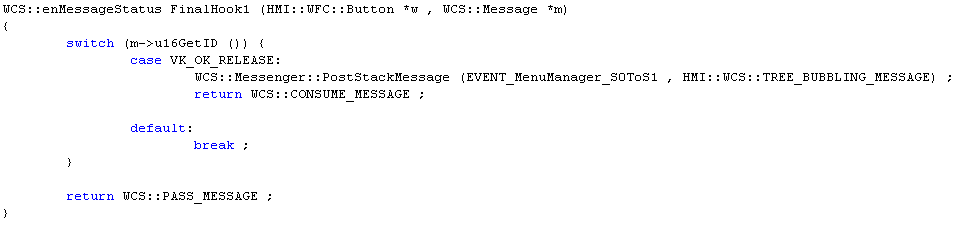 WCS::enMessageStatus FinalHook1 (HMI::WFC::Button *w , WCS::Message *m)
{
switch (m->u16GetID ()) {
case VK_OK_RELEASE:
WCS::Messenger::PostStackMessage (EVENT_MenuManager_SOToS1 , HMI::WCS::TREE_BUBBLING_MESSAGE) ;
return WCS::CONSUME_MESSAGE ;
default:
break ;
}
return WCS::PASS_MESSAGE ;
}